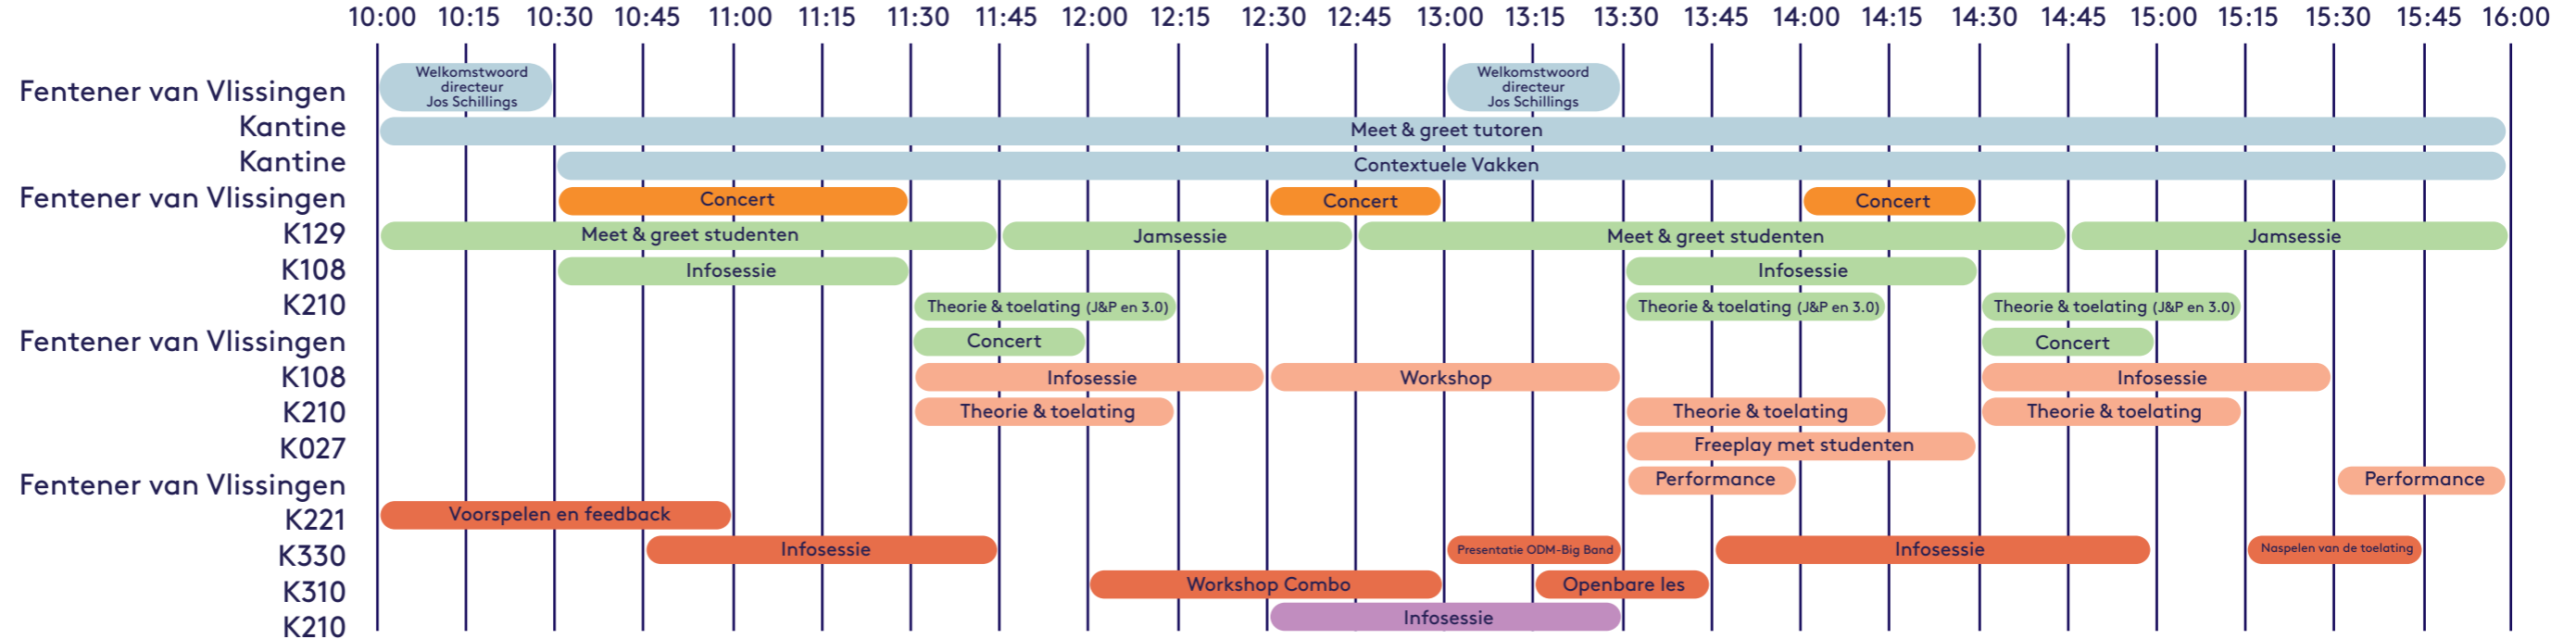 10:00 10:15 10:30 10:45 11:00 11:15 11:30 11:45 12:00 12:15 12:30 12:45 13:00 13:15 13:30 13:45 14:00 14:15 14:30 14:45 15:00 15:15 15:30 15:45 16:00
Fentener van Vlissingen
Welkomstwoord
directeur
Jos Schillings
Welkomstwoord
directeur
Jos Schillings
Kantine Meet & greet tutoren
Kantine Contextuele Vakken
Fentener van Vlissingen Concert Concert Concert
K129 Meet & greet studenten Jamsessie Meet & greet studenten Jamsessie
K108 Infosessie Infosessie
K210 Theorie & toelating (J&P en 3.0) Theorie & toelating (J&P en 3.0) Theorie & toelating (J&P en 3.0)
Fentener van Vlissingen Concert Concert
K108 Infosessie Workshop Infosessie
K210 Theorie & toelating Theorie & toelating Theorie & toelating
K027 Freeplay met studenten
Fentener van Vlissingen Performance Performance
K221 Voorspelen en feedback
K330 Infosessie Presentatie ODM-Big Band Infosessie Naspelen van de toelating
K310 Workshop Combo Openbare les
K210 Infosessie